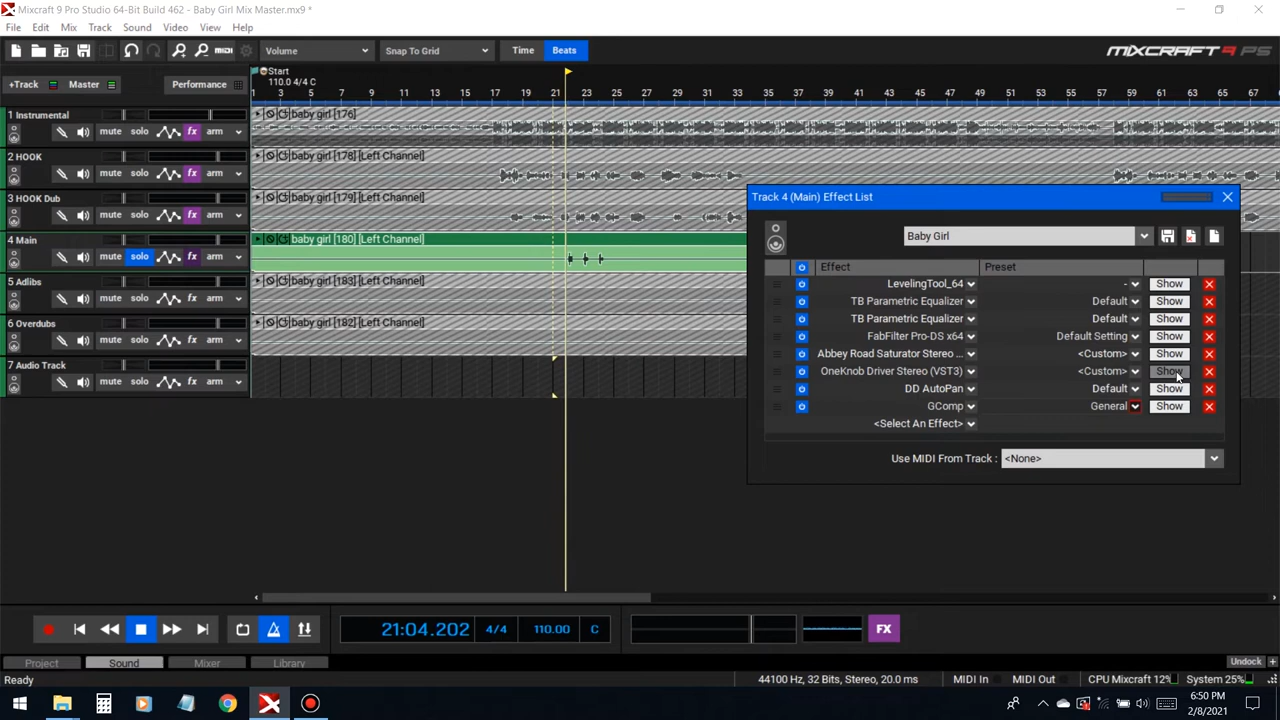 Mixcraft 9 Pro Studio 64-Bit Build 462 - Baby Girl Mix Master.mx9 *
File Edit Mix Track Sound Video View Help
Volume Snap To Grid Time Beats MIXCRAFT 9 PS
+Track Master Performance
Start
110.0 4/4 C
1 3 5 7 9 11 13 15 17 19 21 23 25 27 29 31 33 35 37 39 41 43 45 47 49 51 53 55 57 59 61 63 65 67
1 Instrumental baby girl [176]
mute solo fx arm
2 HOOK baby girl [178] [Left Channel]
mute solo fx arm
3 HOOK Dub baby girl [179] [Left Channel]
mute solo fx arm
4 Main baby girl [180] [Left Channel]
mute solo fx arm
5 Adlibs baby girl [183] [Left Channel]
mute solo fx arm
6 Overdubs baby girl [182] [Left Channel]
mute solo fx arm
7 Audio Track
mute solo fx arm
Track 4 (Main) Effect List
Baby Girl
Effect Preset
LevelingTool_64 - Show
TB Parametric Equalizer Default Show
TB Parametric Equalizer Default Show
FabFilter Pro-DS x64 Default Setting Show
Abbey Road Saturator Stereo ... <Custom> Show
OneKnob Driver Stereo (VST3) <Custom> Show
DD AutoPan Default Show
GComp General Show
<Select An Effect>
Use MIDI From Track : <None>
21:04.202 4/4 110.00 C FX
Project Sound Mixer Library Undock +
Ready 44100 Hz, 32 Bits, Stereo, 20.0 ms MIDI In MIDI Out CPU Mixcraft 12% System 25%
6:50 PM
2/8/2021